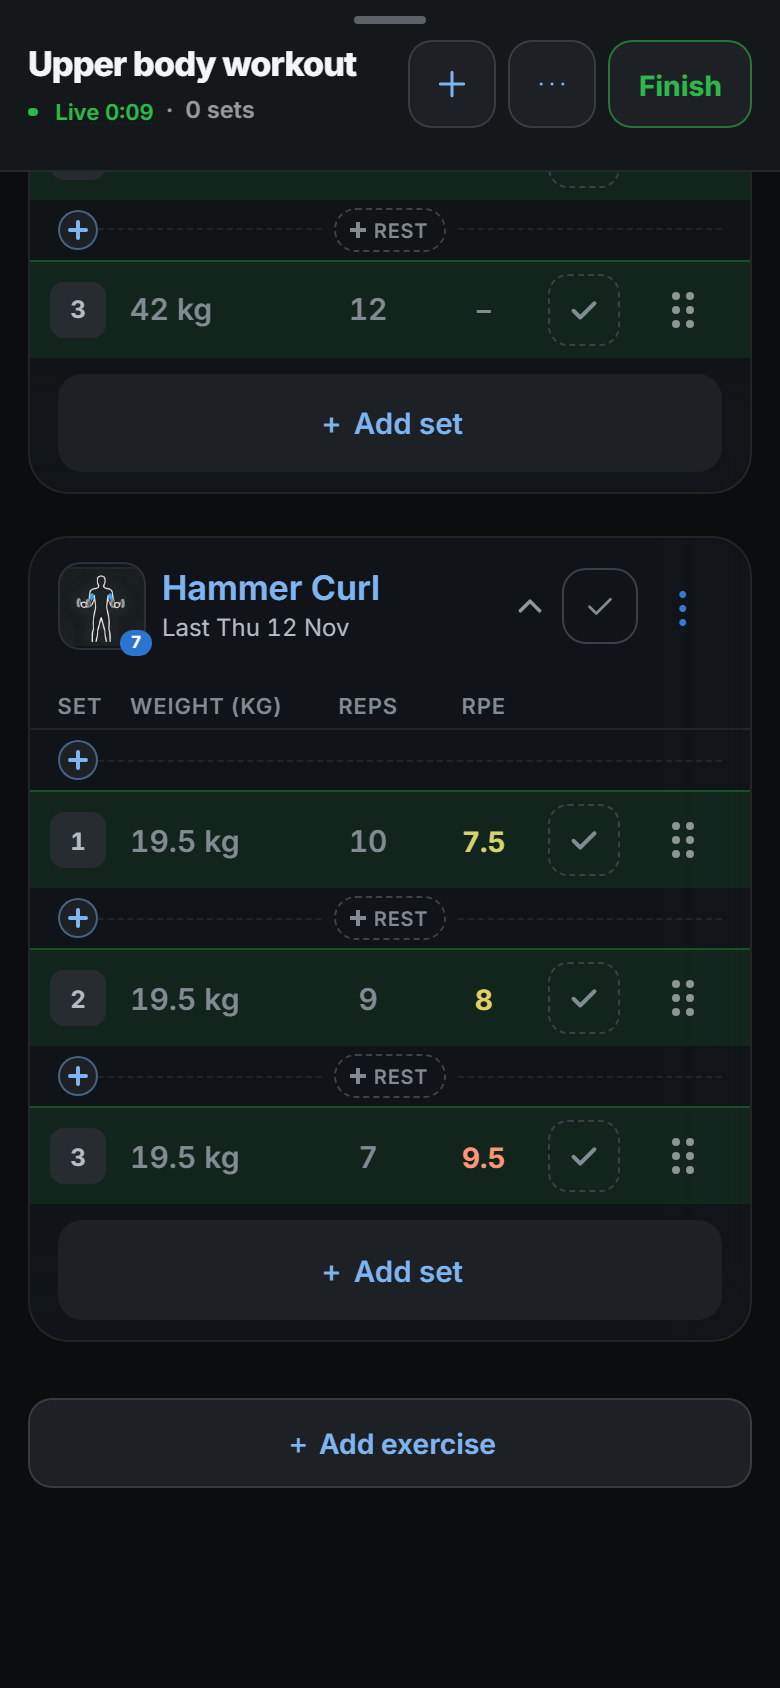 Upper body workout
Live 0:09 · 0 sets
+
...
Finish
+ REST
3 42 kg 12 –
+ Add set
7
Hammer Curl
Last Thu 12 Nov
SET WEIGHT (KG) REPS RPE
1 19.5 kg 10 7.5
+ REST
2 19.5 kg 9 8
+ REST
3 19.5 kg 7 9.5
+ Add set
+ Add exercise